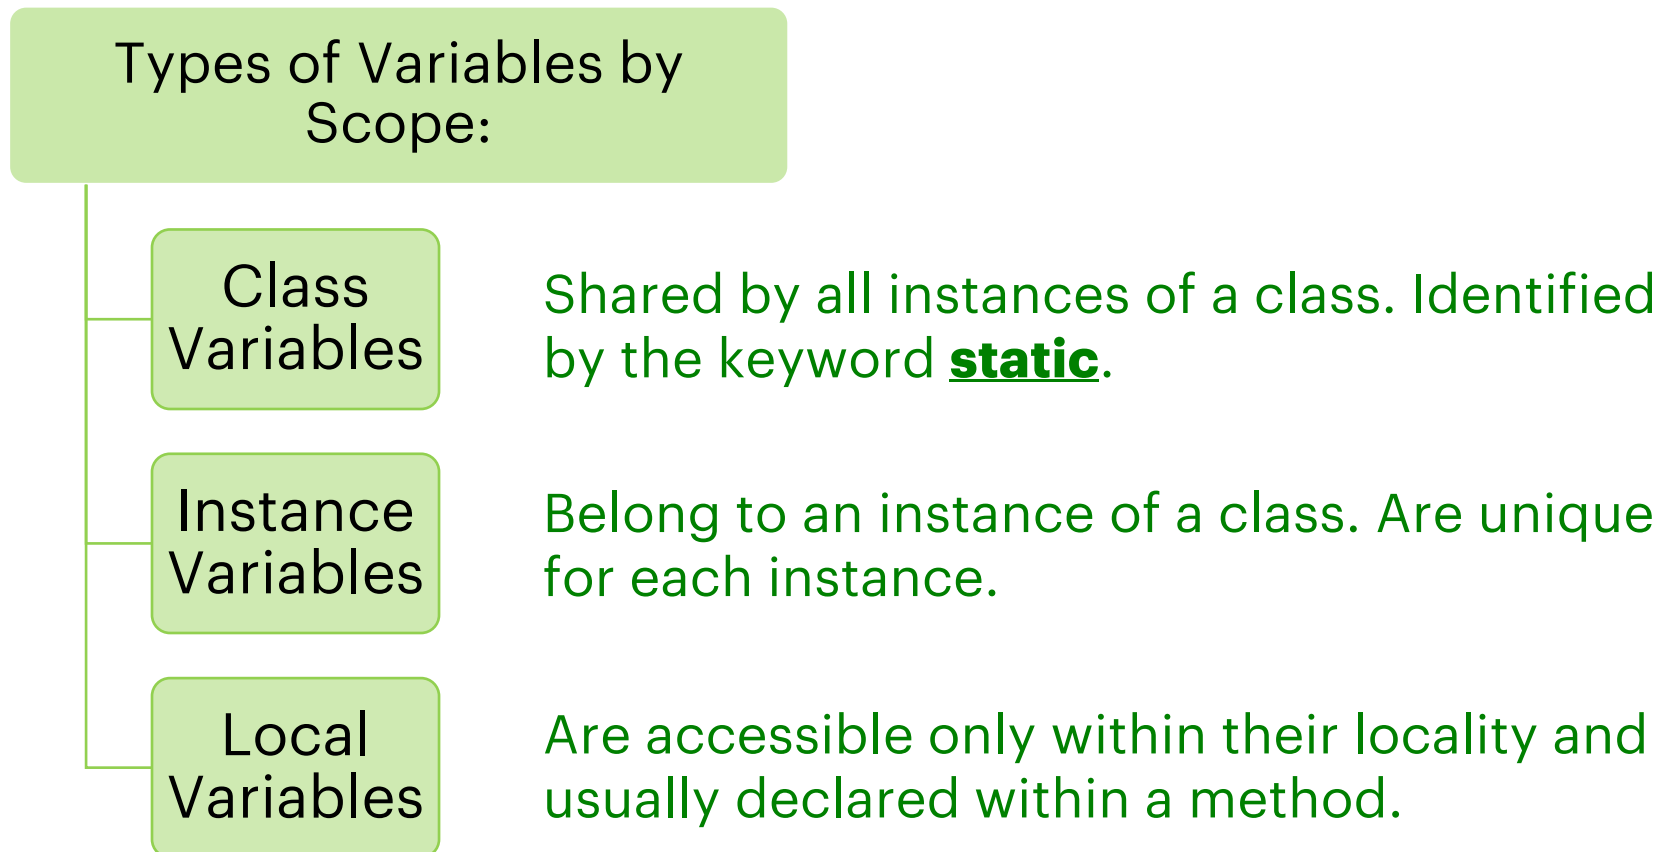 Types of Variables by
Scope:
Class
Variables
Shared by all instances of a class. Identified
by the keyword static.
Instance
Variables
Belong to an instance of a class. Are unique
for each instance.
Local
Variables
Are accessible only within their locality and
usually declared within a method.